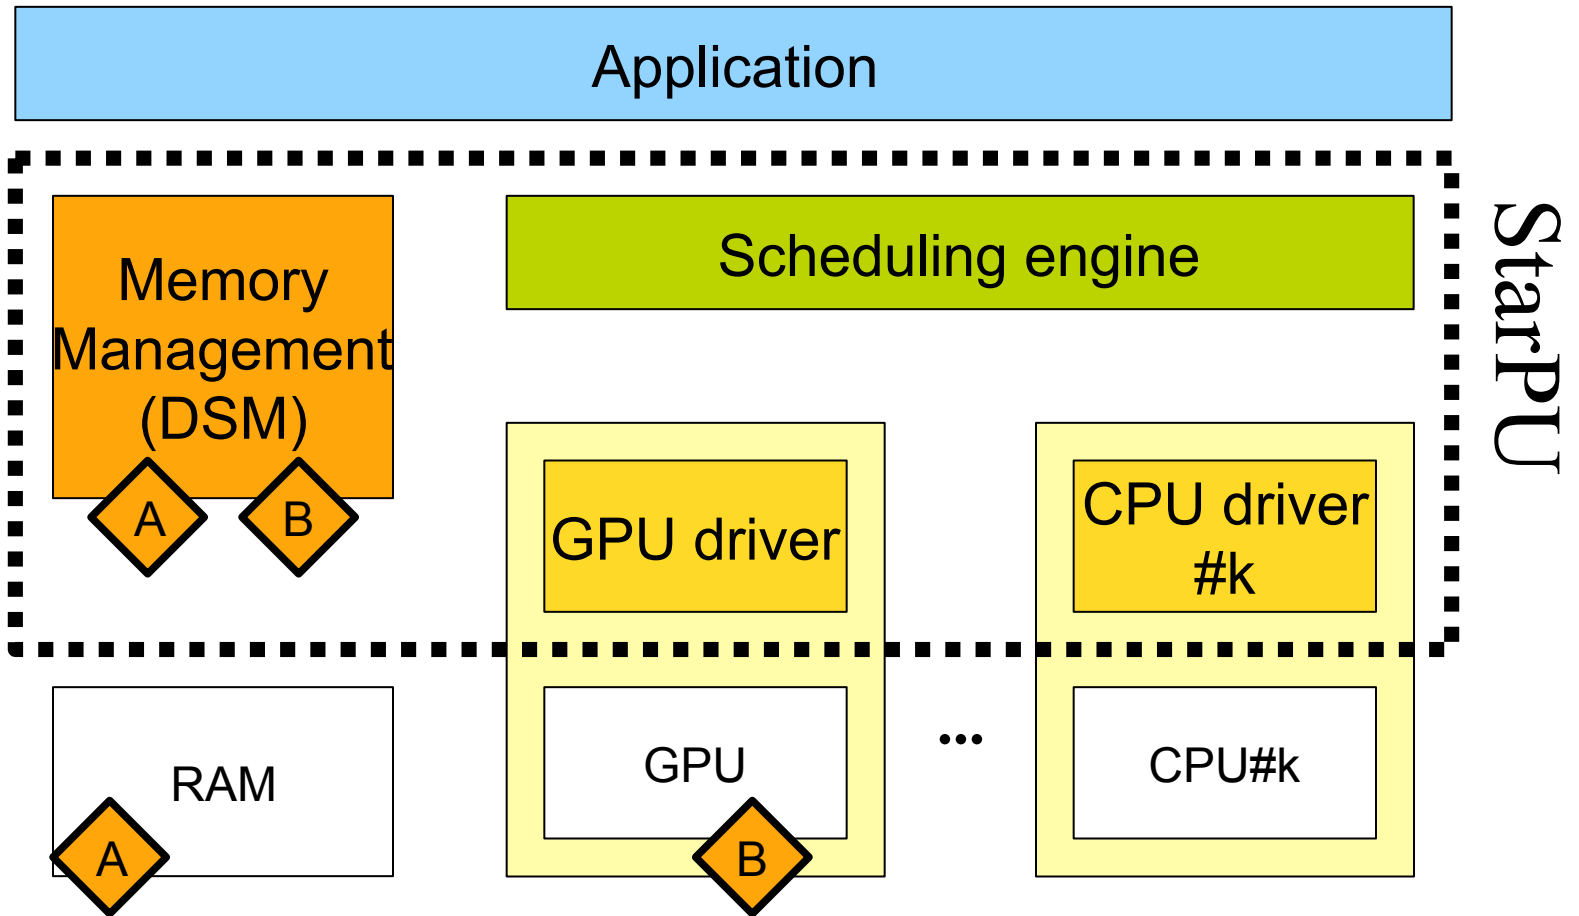 Application
StarPU
Memory
Management
(DSM)
Scheduling engine
A
B
GPU driver
CPU driver
#k
RAM
A
GPU
B
...
CPU#k